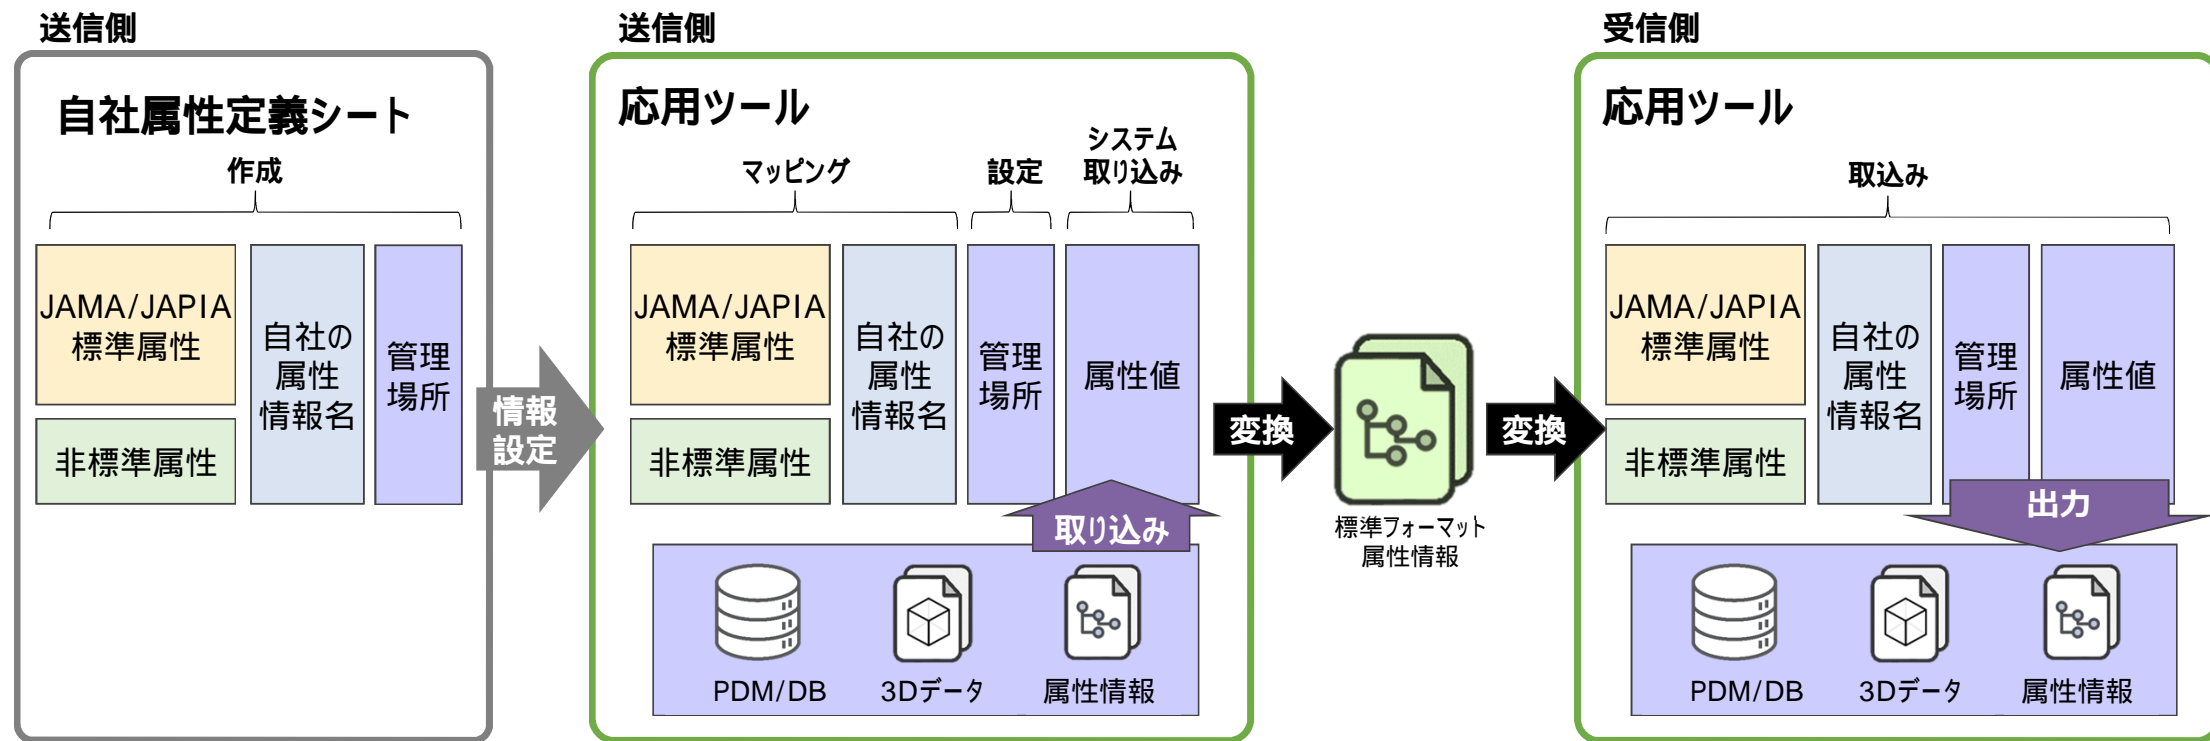 送信側
自社属性定義シート
作成
JAMA/JAPIA
標準属性
非標準属性
自社の
属性
情報名
管理
場所
情報
設定
送信側
応用ツール
マッピング
設定
システム
取り込み
JAMA/JAPIA
標準属性
非標準属性
自社の
属性
情報名
管理
場所
属性値
取り込み
PDM/DB
3Dデータ
属性情報
変換
標準フォーマット
属性情報
変換
受信側
応用ツール
取込み
JAMA/JAPIA
標準属性
非標準属性
自社の
属性
情報名
管理
場所
属性値
出力
PDM/DB
3Dデータ
属性情報